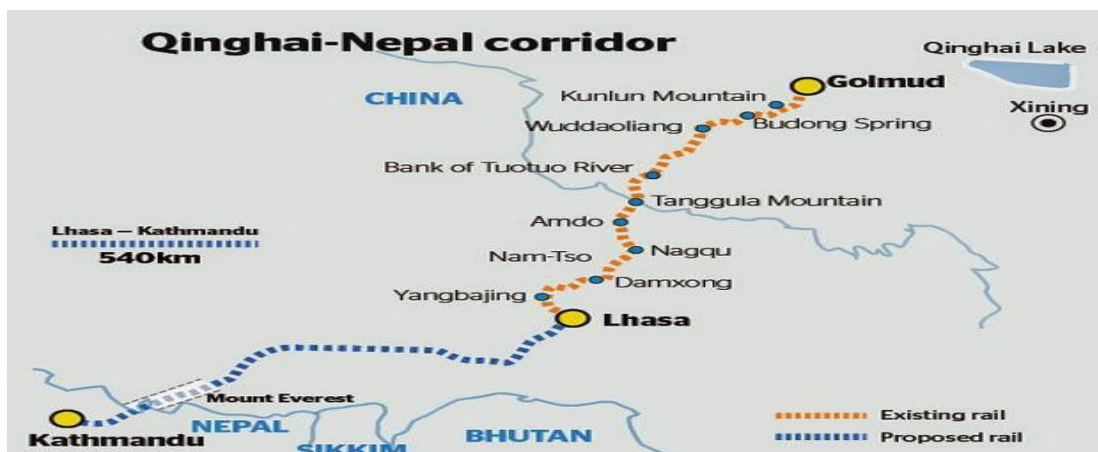 Qinghai-Nepal corridor
Qinghai Lake
CHINA
Kunlun Mountain
Golmud
Xining
Wuddaoliang
Budong Spring
Bank of Tuotuo River
Tanggula Mountain
Amdo
Lhasa – Kathmandu
540km
Nam-Tso
Nagqu
Damxong
Yangbajing
Lhasa
Mount Everest
Kathmandu
NEPAL
SIKKIM
BHUTAN
Existing rail
Proposed rail